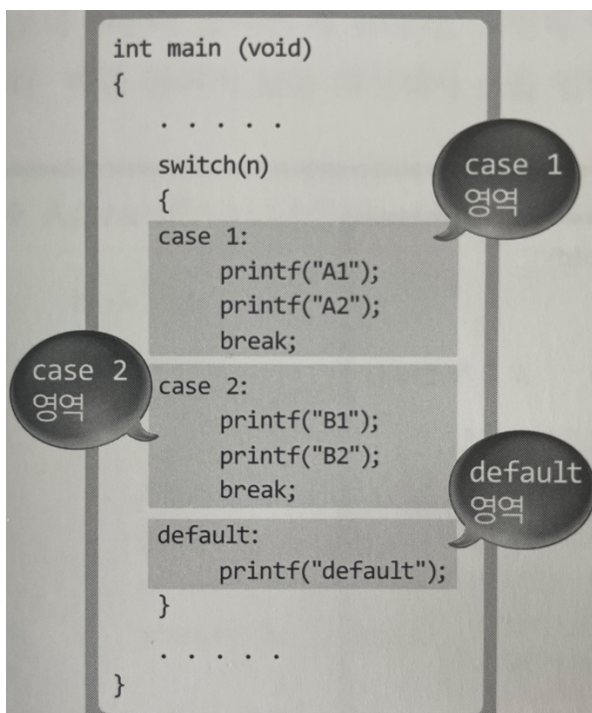 int main (void)
{
. . . . .
switch(n)
{
case 1:
printf("A1");
printf("A2");
break;
case 2:
printf("B1");
printf("B2");
break;
default:
printf("default");
}
. . . . .
}
case 1
영역
case 2
영역
default
영역